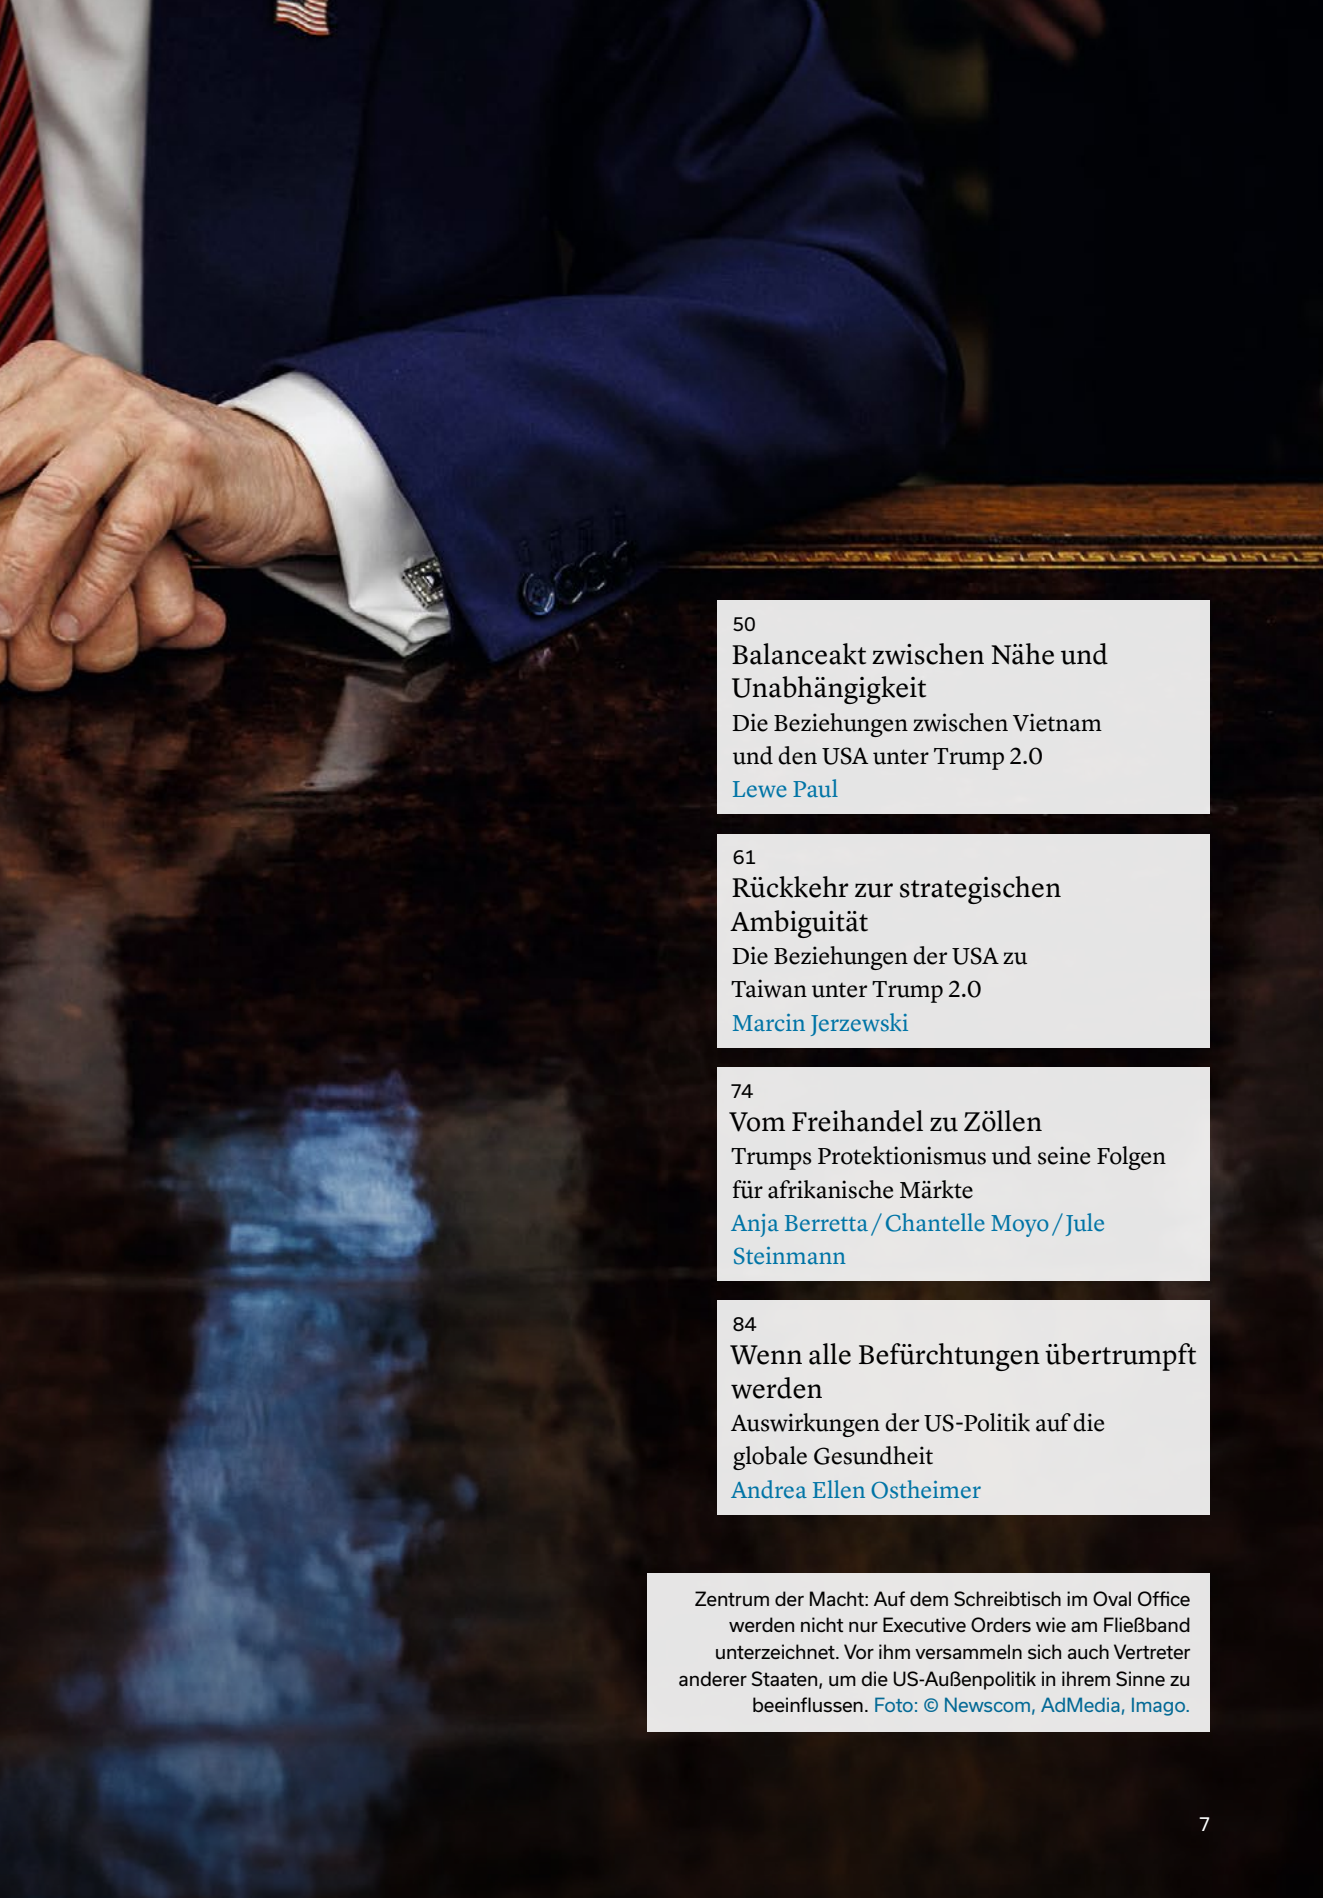 50
Balanceakt zwischen Nähe und
Unabhängigkeit
Die Beziehungen zwischen Vietnam
und den USA unter Trump 2.0
Lewe Paul
61
Rückkehr zur strategischen
Ambiguität
Die Beziehungen der USA zu
Taiwan unter Trump 2.0
Marcin Jerzewski
74
Vom Freihandel zu Zöllen
Trumps Protektionismus und seine Folgen
für afrikanische Märkte
Anja Berretta / Chantelle Moyo / Jule
Steinmann
84
Wenn alle Befürchtungen übertrumpft
werden
Auswirkungen der US-Politik auf die
globale Gesundheit
Andrea Ellen Ostheimer
Zentrum der Macht: Auf dem Schreibtisch im Oval Office
werden nicht nur Executive Orders wie am Fließband
unterzeichnet. Vor ihm versammeln sich auch Vertreter
anderer Staaten, um die US-Außenpolitik in ihrem Sinne zu
beeinflussen. Foto: © Newscom, AdMedia, Imago.
7